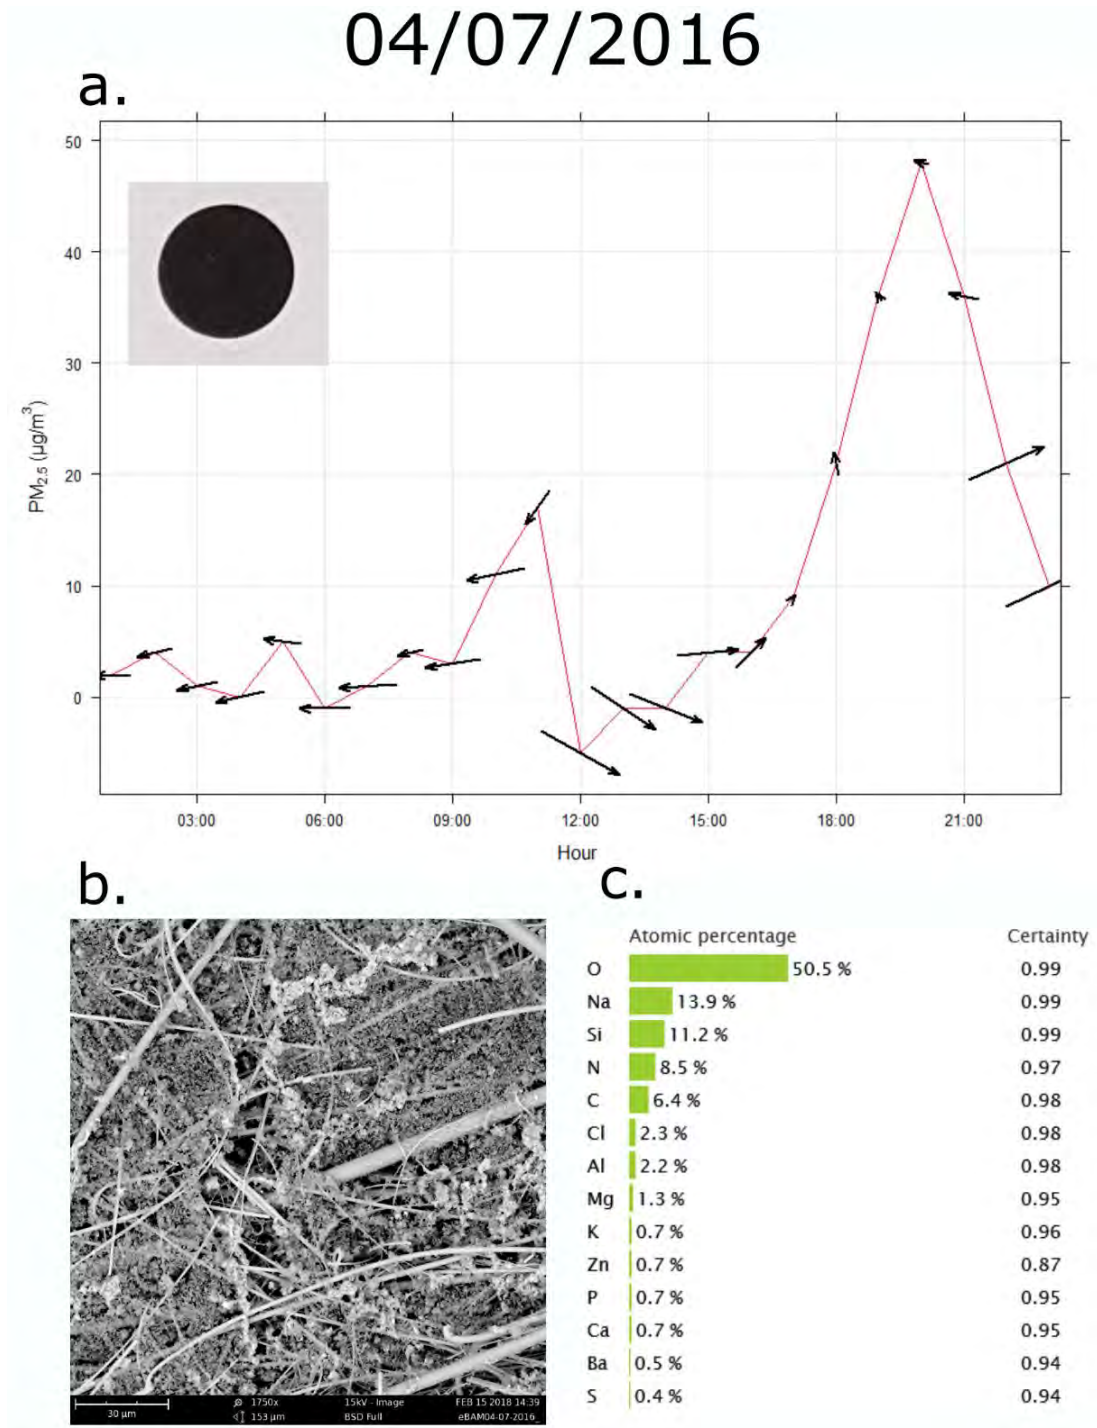 04/07/2016
a.
50
40
30
20
10
0
PM2.5 (µg/m3)
03:00 06:00 09:00 12:00 15:00 18:00 21:00
Hour
b.
30 µm
1750x 15kV - Image FEB 15 2018 14:39
153 µm BSD Full eBAM04-07-2016_
c.
Atomic percentage Certainty
O 50.5 % 0.99
Na 13.9 % 0.99
Si 11.2 % 0.99
N 8.5 % 0.97
C 6.4 % 0.98
Cl 2.3 % 0.98
Al 2.2 % 0.98
Mg 1.3 % 0.95
K 0.7 % 0.96
Zn 0.7 % 0.87
P 0.7 % 0.95
Ca 0.7 % 0.95
Ba 0.5 % 0.94
S 0.4 % 0.94